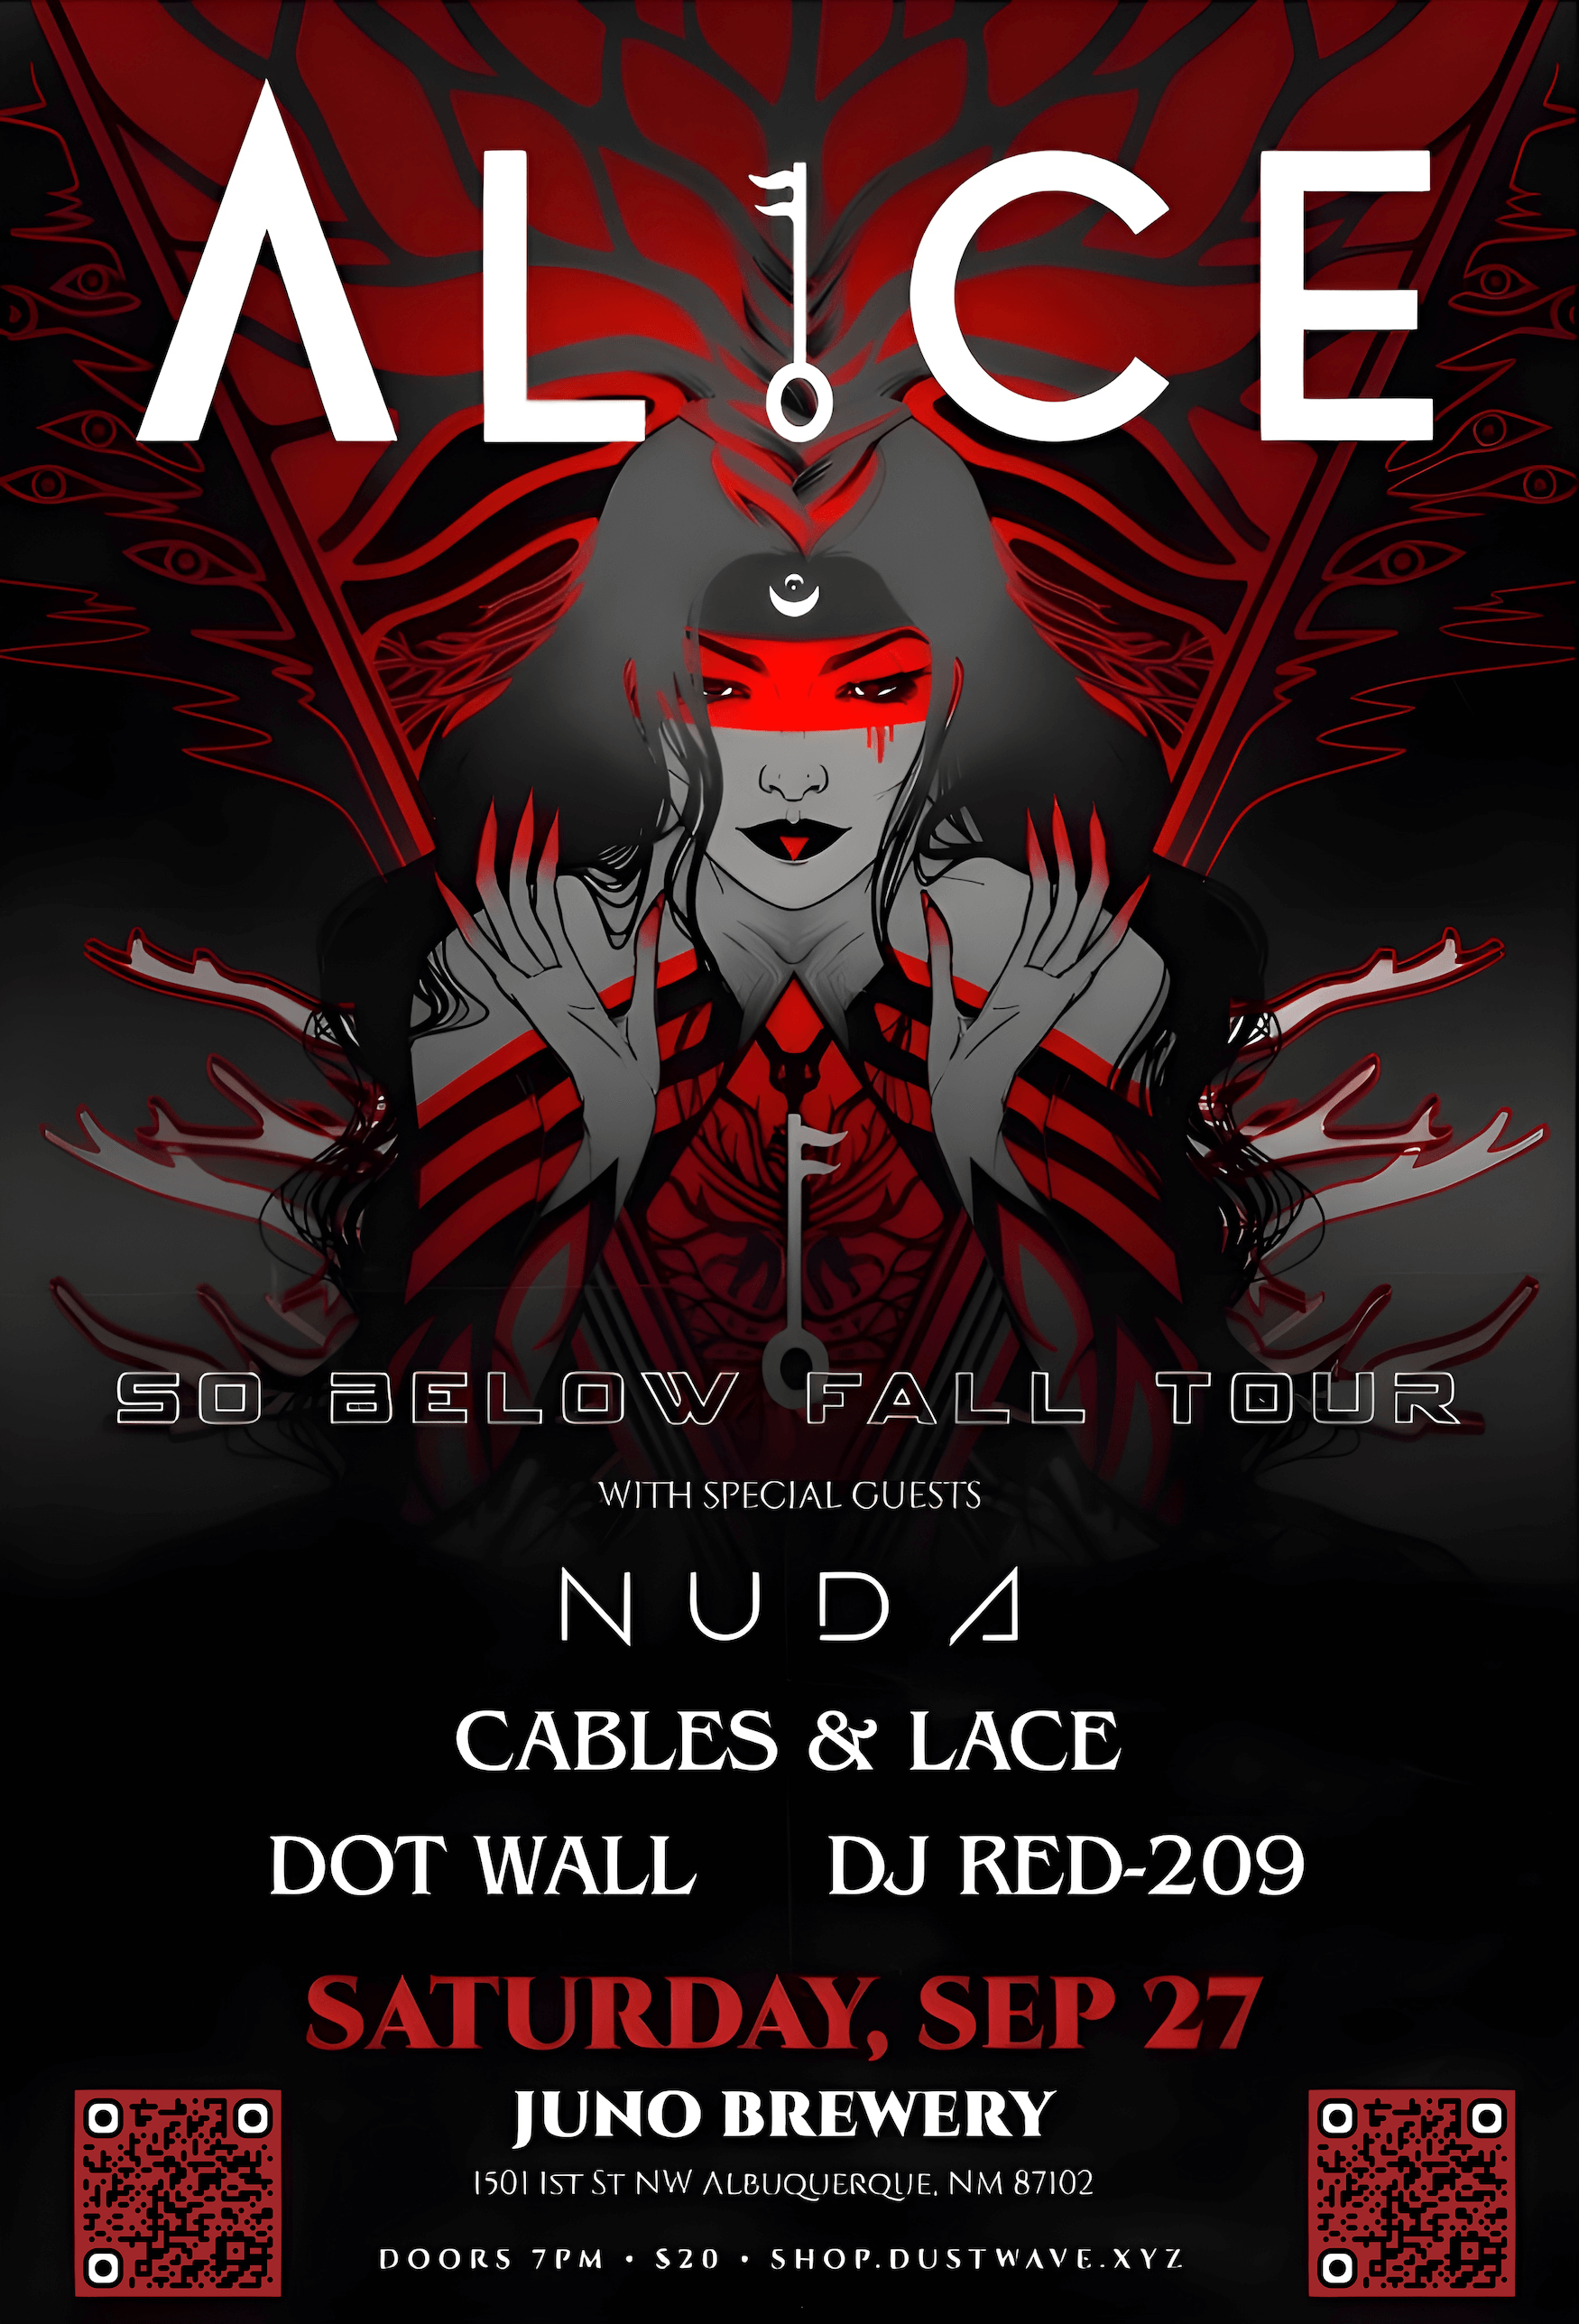 ALICE
SO BELOW FALL TOUR
WITH SPECIAL GUESTS
NUDA
CABLES & LACE
DOT WALL DJ RED-209
SATURDAY, SEP 27
JUNO BREWERY
1501 1ST ST NW ALBUQUERQUE, NM 87102
DOORS 7PM • $20 • SHOP.DUSTWAVE.XYZ